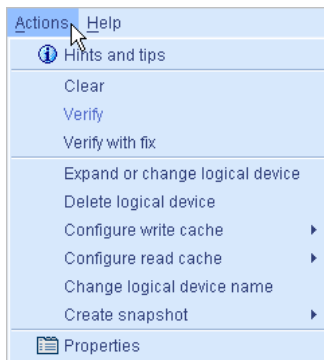 Actions Help
Hints and tips
Clear
Verify
Verify with fix
Expand or change logical device
Delete logical device
Configure write cache
Configure read cache
Change logical device name
Create snapshot
Properties